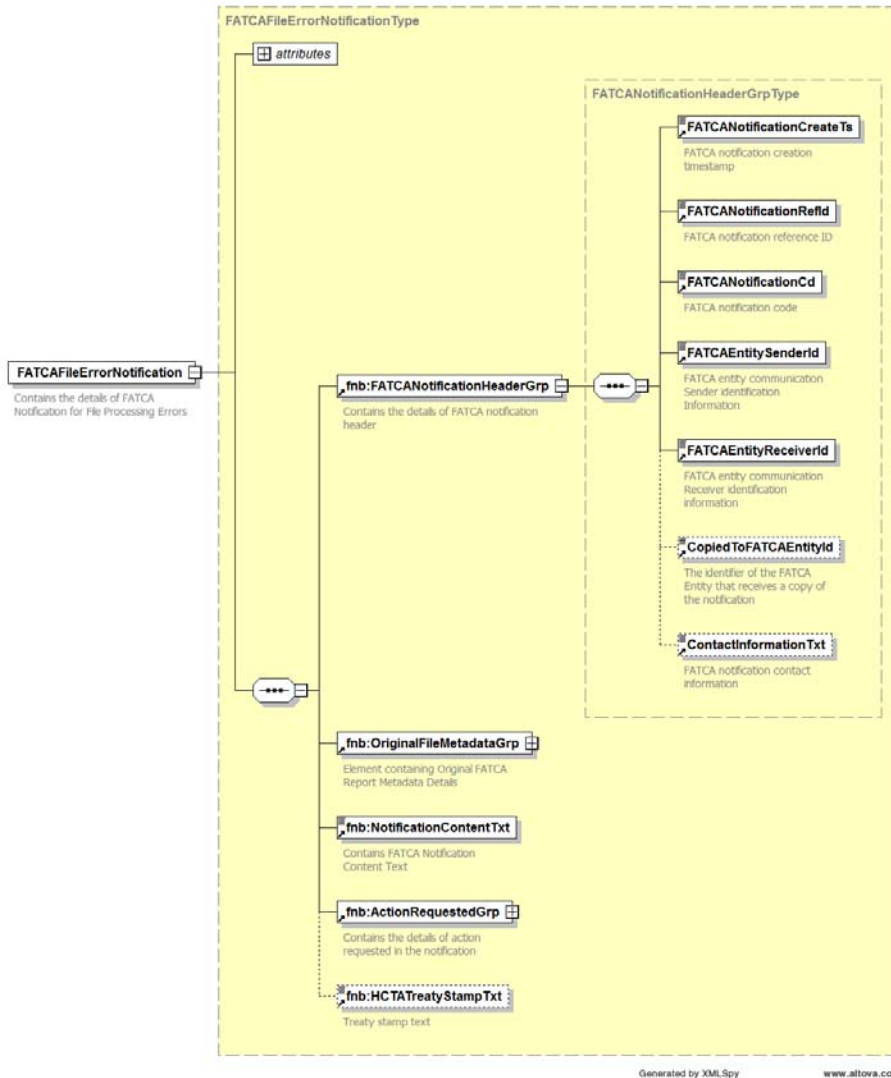 FATCAFileErrorNotificationType
attributes
FATCANotificationHeaderGrpType
FATCANotificationCreateTs
FATCA notification creation
timestamp
FATCANotificationRefId
FATCA notification reference ID
FATCANotificationCd
FATCA notification code
FATCAEntitySenderId
FATCA entity communication
Sender identification
Information
FATCAFileErrorNotification
Contains the details of FATCA
Notification for File Processing Errors
fnb:FATCANotificationHeaderGrp
Contains the details of FATCA notification
header
FATCAEntityReceiverId
FATCA entity communication
Receiver identification
information
CopiedToFATCAEntityId
The identifier of the FATCA
Entity that receives a copy of
the notification
ContactInformationTxt
FATCA notification contact
information
fnb:OriginalFileMetadataGrp
Element containing Original FATCA
Report Metadata Details
fnb:NotificationContentTxt
Contains FATCA Notification
Content Text
fnb:ActionRequestedGrp
Contains the details of action
requested in the notification
fnb:HCTATreatyStampTxt
Treaty stamp text
Generated by XMLSpy
www.altova.co